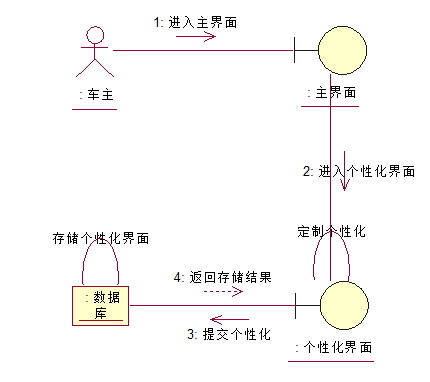 1: 进入主界面
: 车主
: 主界面
2: 进入个性化界面
定制个性化
存储个性化界面
4: 返回存储结果
: 数据
库
3: 提交个性化
: 个性化界面